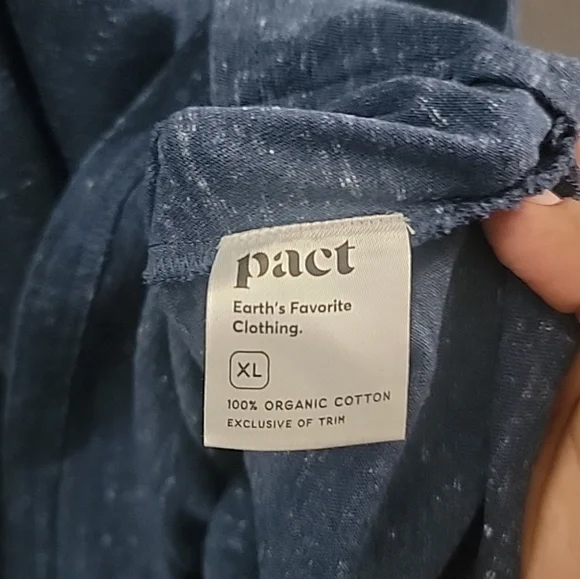 pact
Earth's Favorite
Clothing.
XL
100% ORGANIC COTTON
EXCLUSIVE OF TRIM